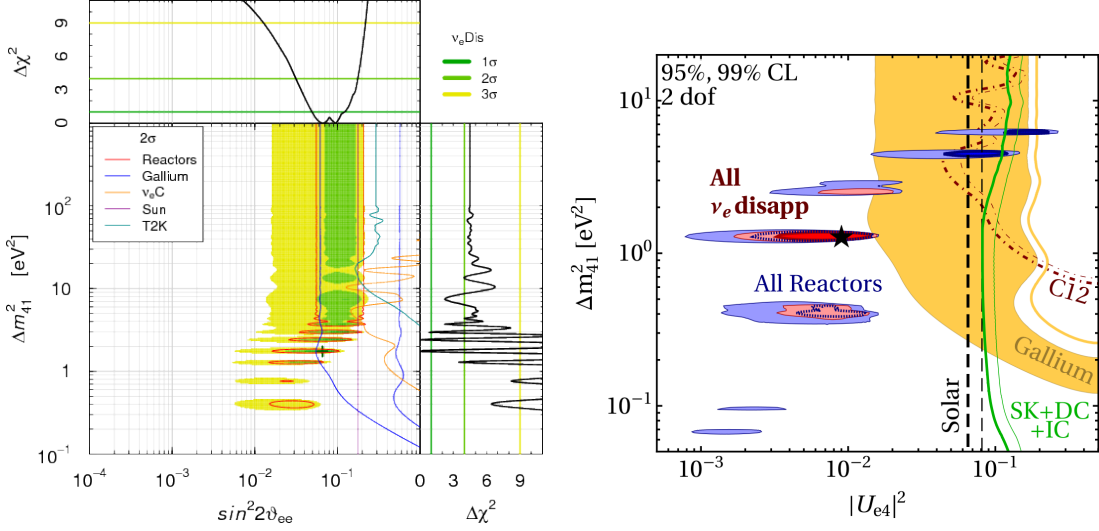 9
6
3
0
Δχ²
νₑDis
1σ
2σ
3σ
2σ
Reactors
Gallium
νₑC
Sun
T2K
10²
10
1
10⁻¹
Δm²₄₁ [eV²]
10⁻⁴
10⁻³
10⁻²
10⁻¹
0
3
6
9
sin²2ϑₑₑ
Δχ²
95%, 99% CL
2 dof
All
νₑ disapp
All Reactors
C12
Gallium
Solar
SK+DC
+IC
10¹
10⁰
10⁻¹
Δm²₄₁ [eV²]
10⁻³
10⁻²
10⁻¹
|Uₑ₄|²